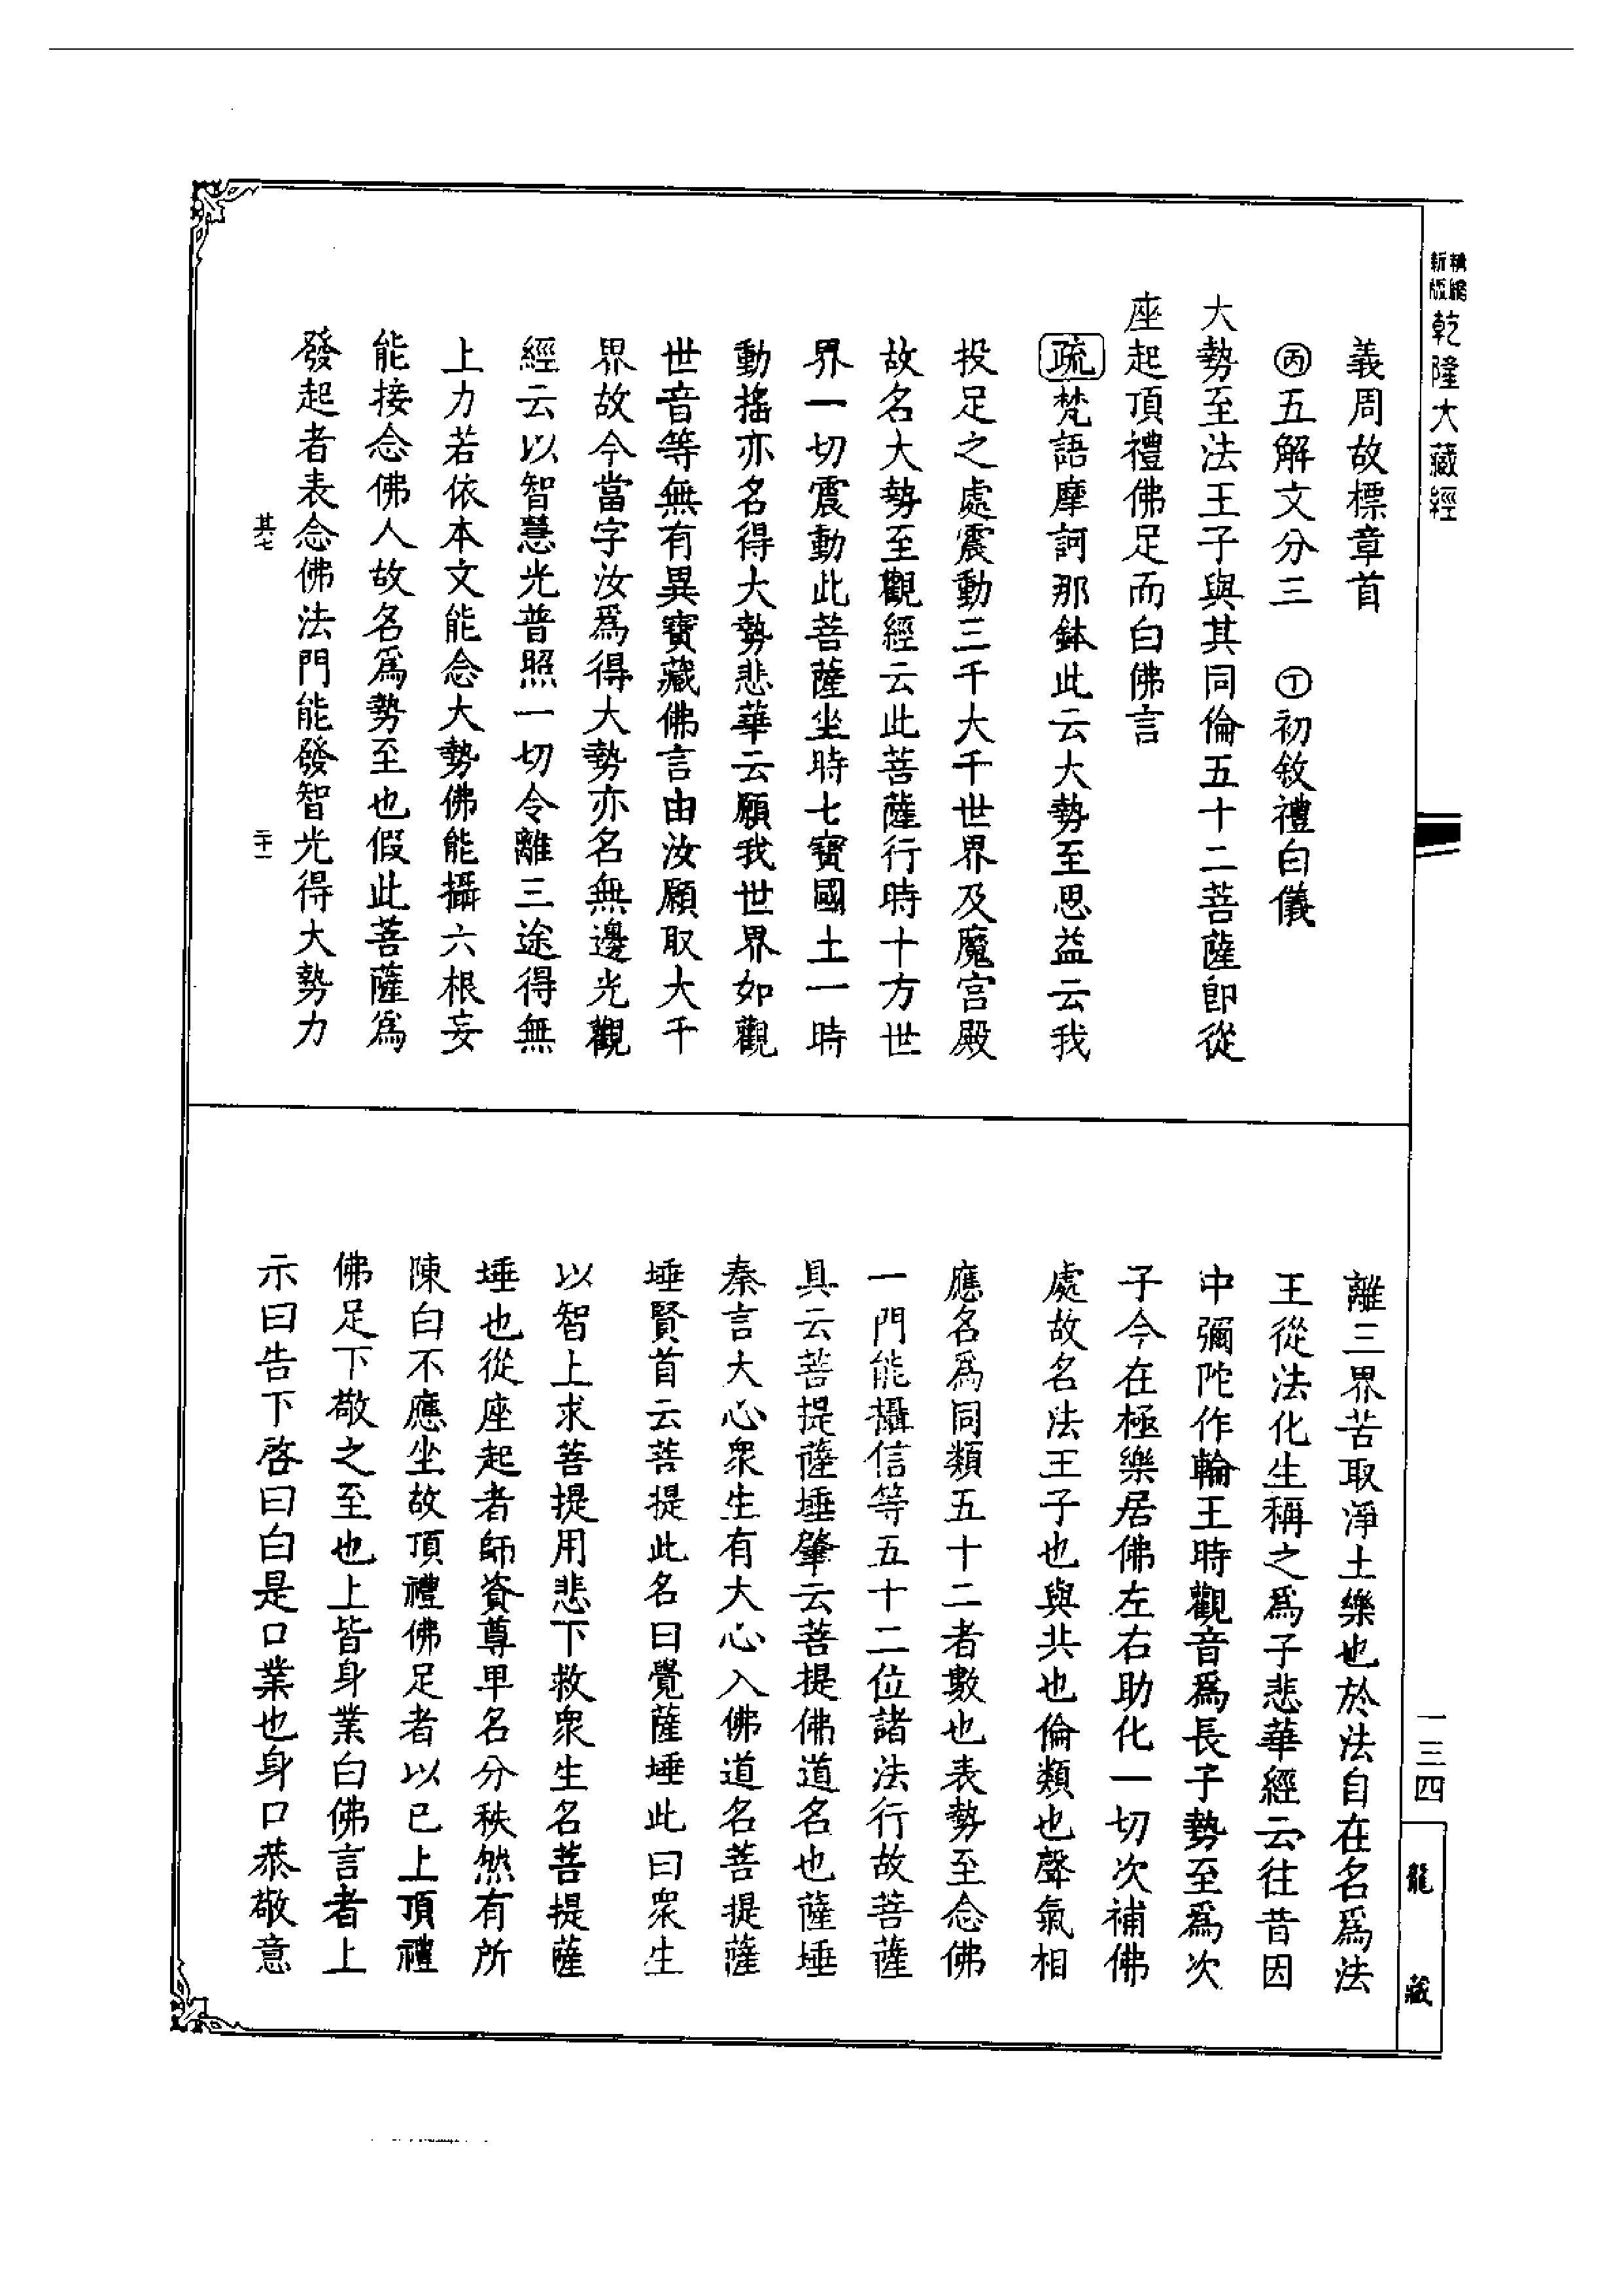 新版
輯編
乾隆大藏經
義周故標章首
丙五解文分三　丁初敘禮白儀
大勢至法王子與其同倫五十二菩薩即從
座起頂禮佛足而白佛言
疏梵語摩訶那鉢此云大勢至思益云我
投足之處震動三千大千世界及魔宮殿
故名大勢至觀經云此菩薩行時十方世
界一切震動此菩薩坐時七寶國土一時
動搖亦名得大勢悲華云願我世界如觀
世音等無有異寶藏佛言由汝願取大千
界故今當字汝爲得大勢亦名無邊光觀
經云以智慧光普照一切令離三途得無
上力若依本文能念大勢佛能攝六根妄
能接念佛人故名爲勢至也假此菩薩爲
發起者表念佛法門能發智光得大勢力
其七　二十一
離三界苦取淨土樂也於法自在名爲法
王從法化生稱之爲子悲華經云往昔因
中彌陀作輪王時觀音爲長子勢至爲次
子今在極樂居佛左右助化一切次補佛
處故名法王子也與共也倫類也聲氣相
應名爲同類五十二者數也表勢至念佛
一門能攝信等五十二位諸法行故菩薩
具云菩提薩埵肇云菩提佛道名也薩埵
秦言大心衆生有大心入佛道名菩提薩
埵賢首云菩提此名曰覺薩埵此曰衆生
以智上求菩提用悲下救衆生名菩提薩
埵也從座起者師資尊卑名分秩然有所
陳白不應坐故頂禮佛足者以已上頂禮
佛足下敬之至也上皆身業白佛言者上
示曰告下啓曰白是口業也身口恭敬意
一三四
龍藏